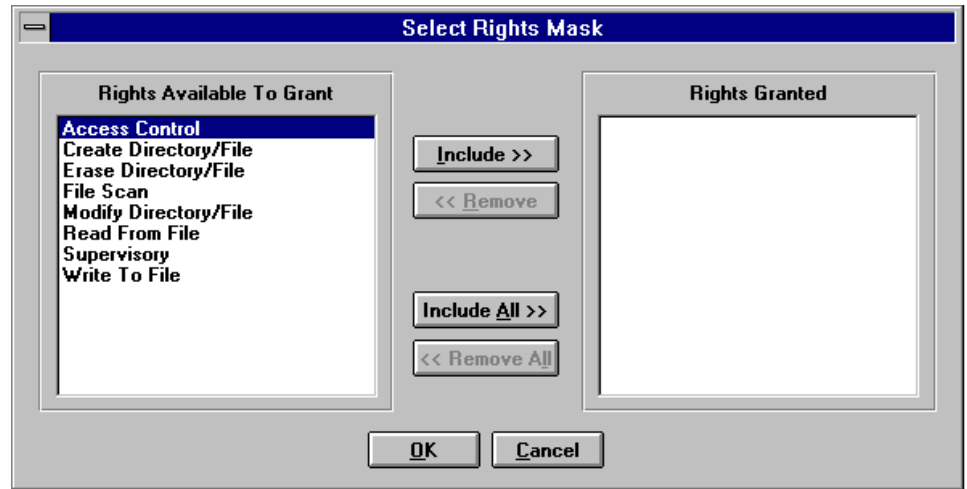 Select Rights Mask
Rights Available To Grant
Access Control
Create Directory/File
Erase Directory/File
File Scan
Modify Directory/File
Read From File
Supervisory
Write To File
Include >>
<< Remove
Include All >>
<< Remove All
Rights Granted
OK
Cancel